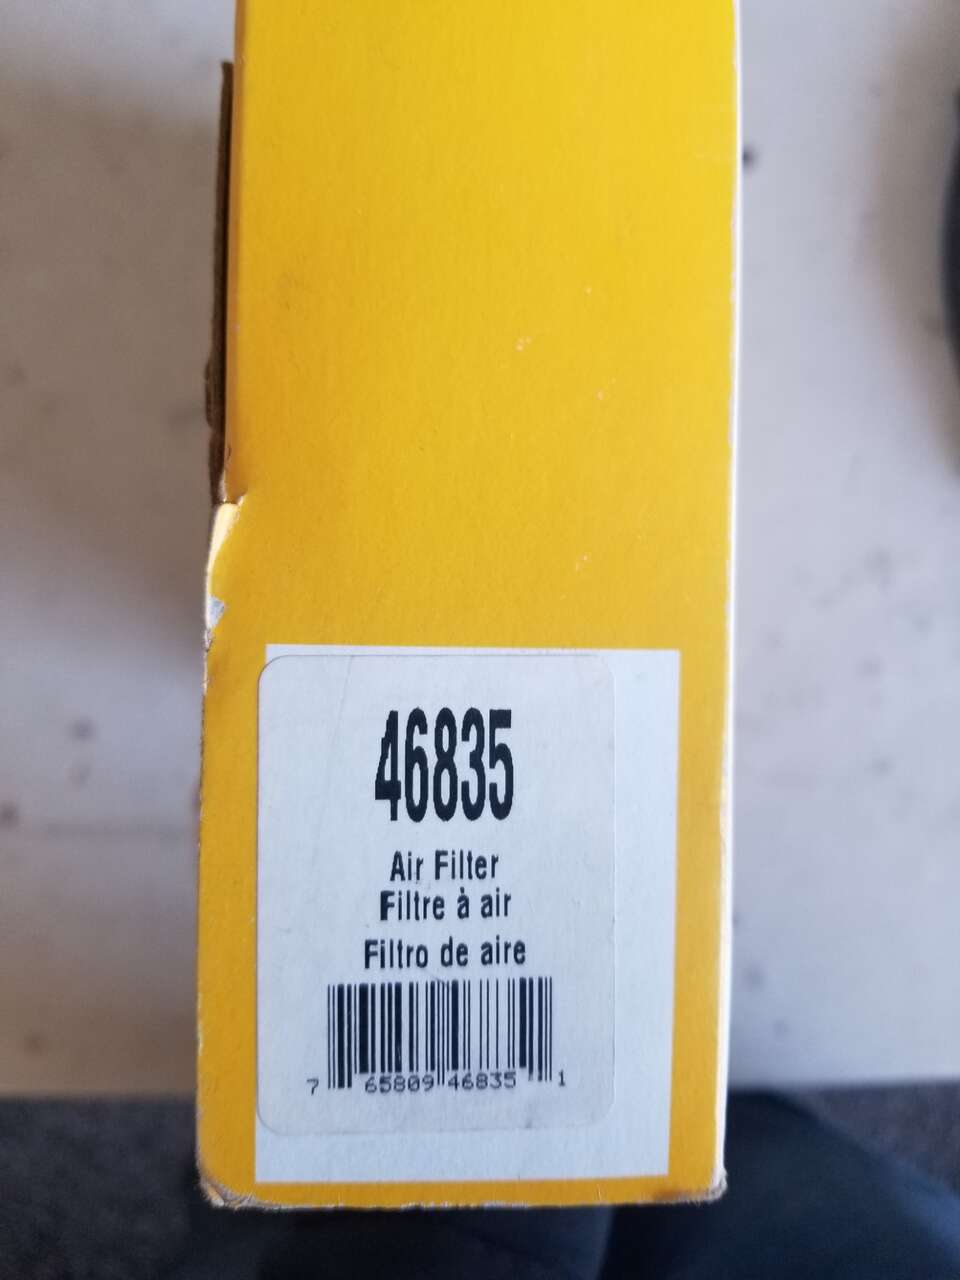 46835
Air Filter
Filtre à air
Filtro de aire
7 65809 46835 1